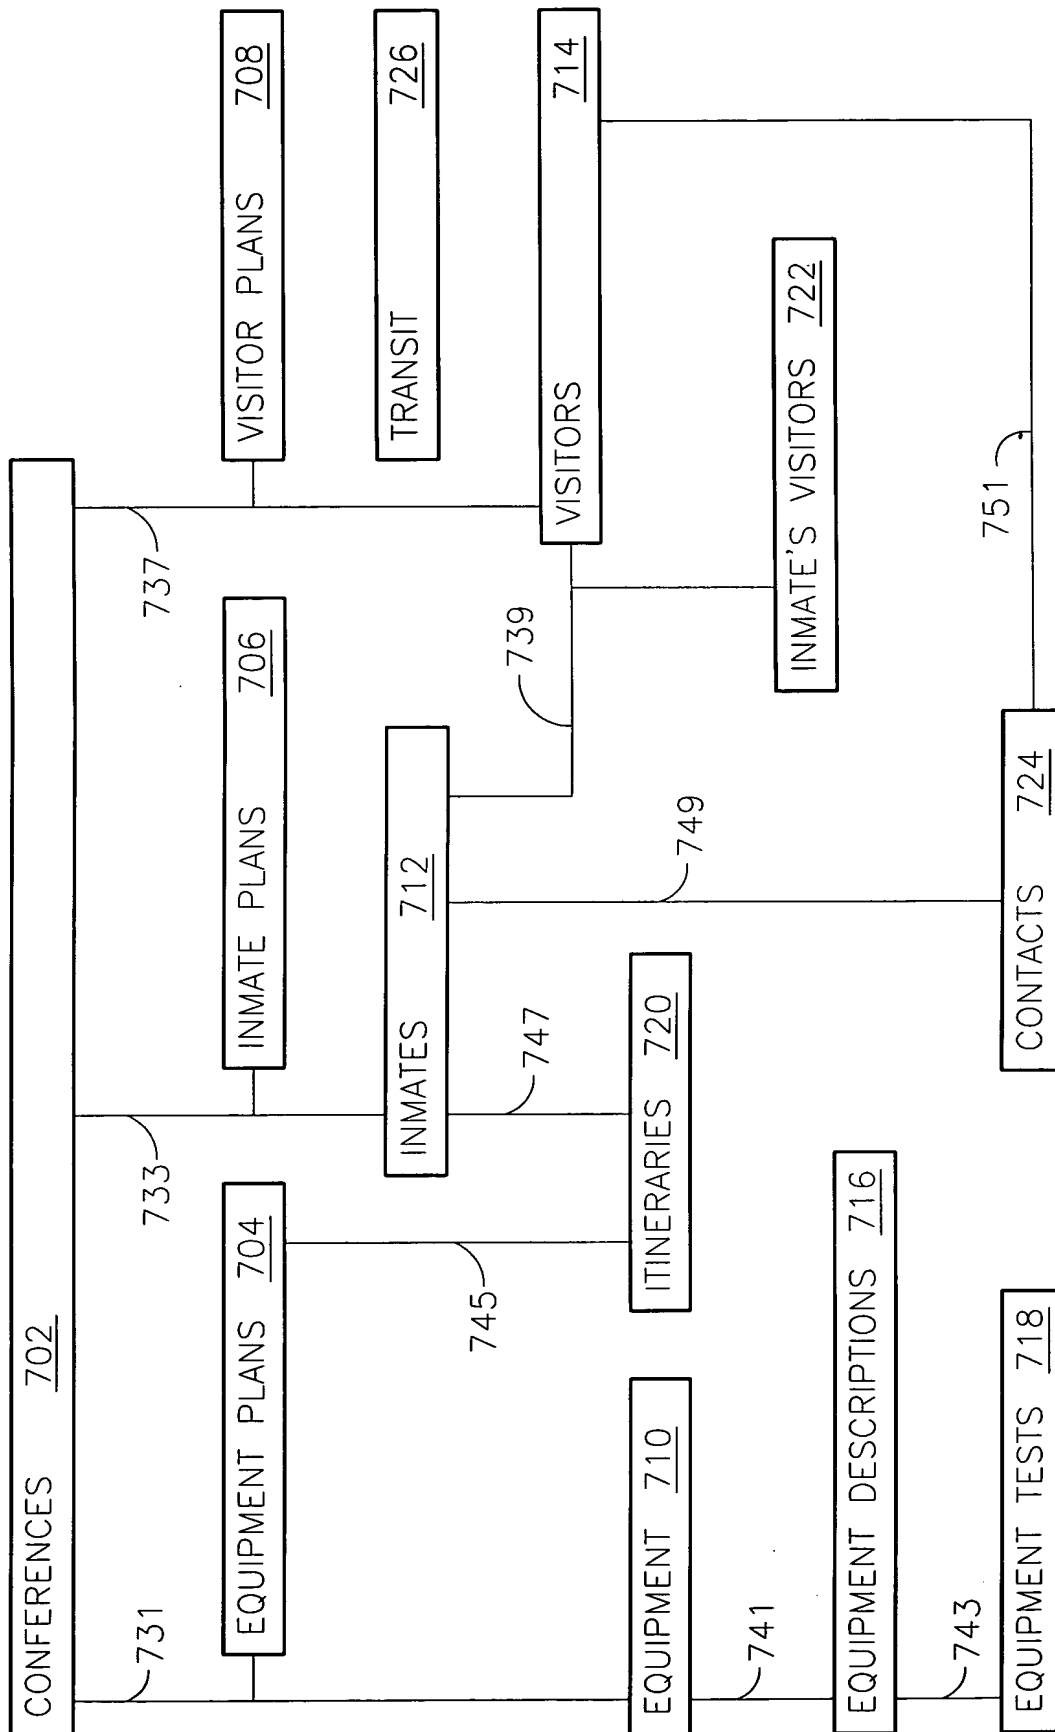 CONFERENCES 702
731
733
737
EQUIPMENT PLANS 704
INMATE PLANS 706
VISITOR PLANS 708
745
INMATES 712
TRANSIT 726
747
739
VISITORS 714
EQUIPMENT 710
ITINERARIES 720
749
741
EQUIPMENT DESCRIPTIONS 716
INMATE'S VISITORS 722
743
751
EQUIPMENT TESTS 718
CONTACTS 724